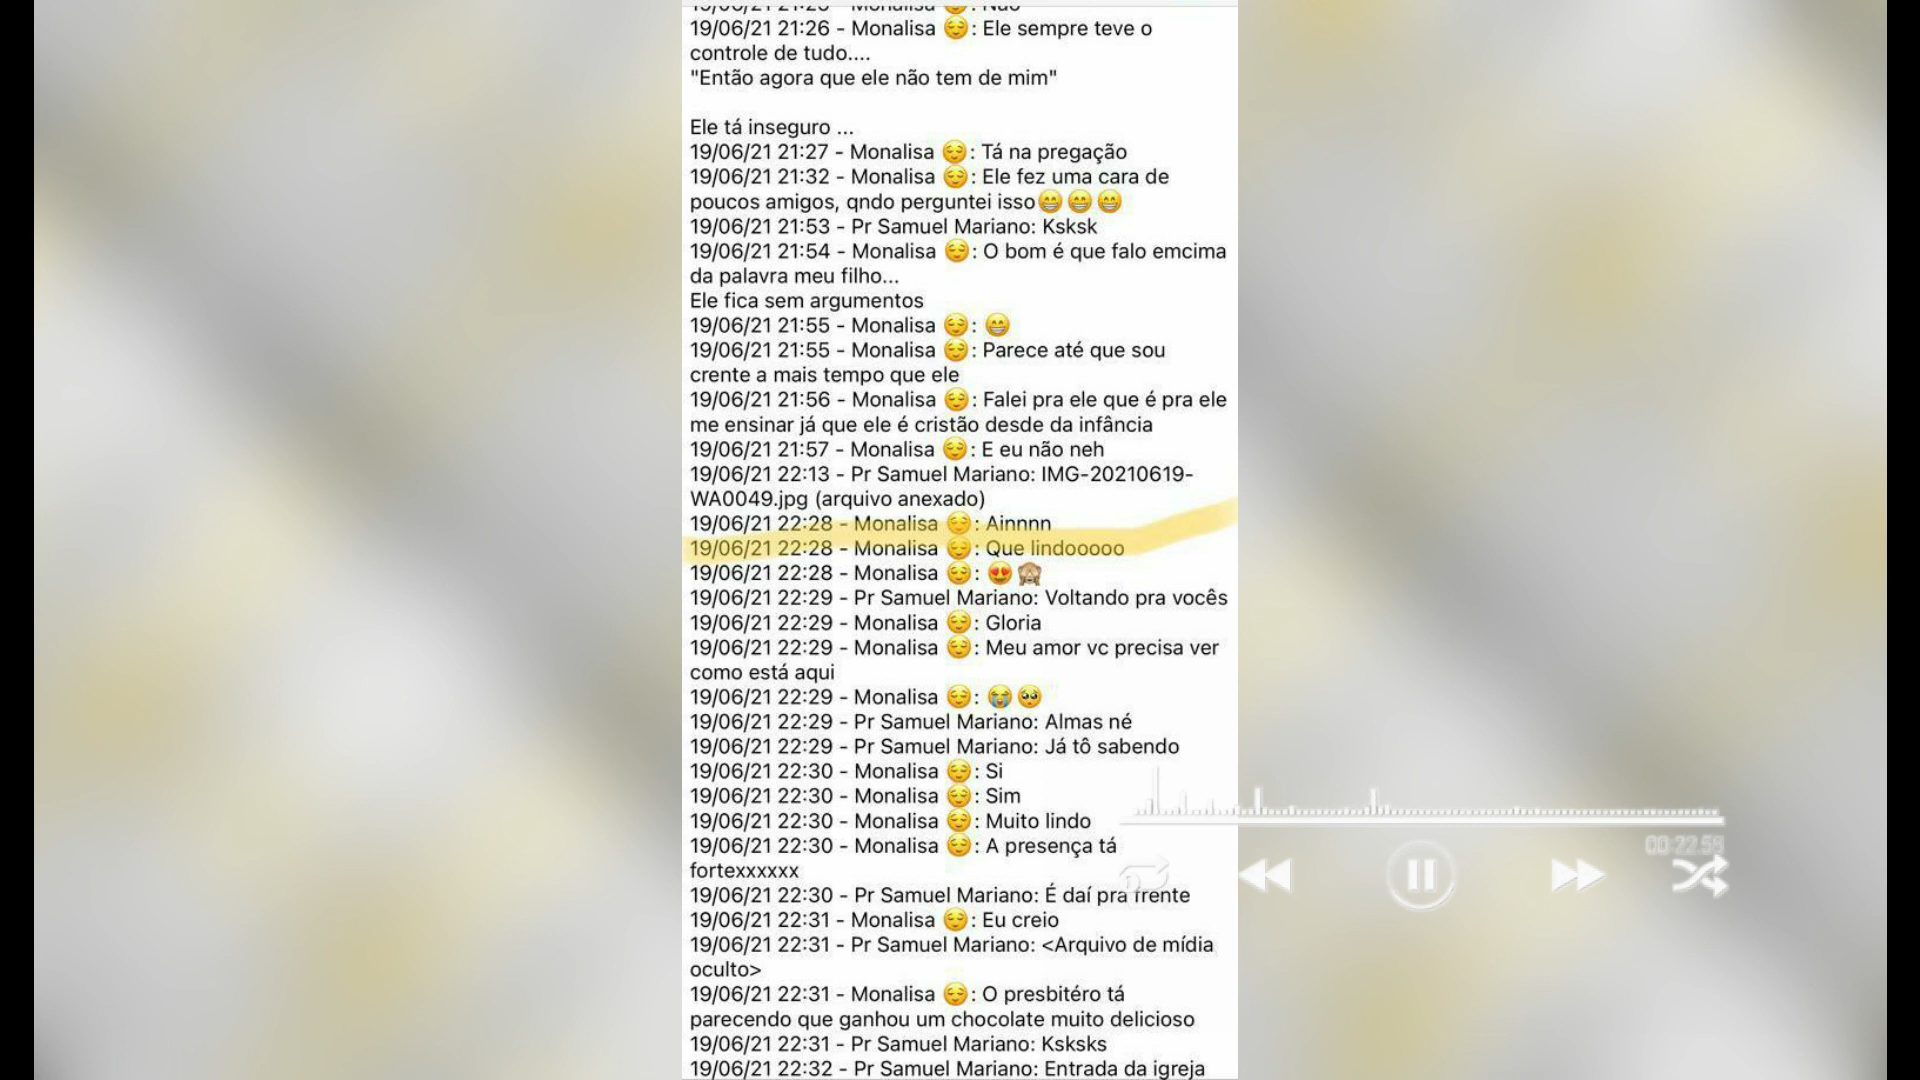 19/06/21 21:26 - Monalisa 😌: Ele sempre teve o
controle de tudo....
"Então agora que ele não tem de mim"
Ele tá inseguro ...
19/06/21 21:27 - Monalisa 😌: Tá na pregação
19/06/21 21:32 - Monalisa 😌: Ele fez uma cara de
poucos amigos, qndo perguntei isso😁😁😁
19/06/21 21:53 - Pr Samuel Mariano: Ksksk
19/06/21 21:54 - Monalisa 😌: O bom é que falo emcima
da palavra meu filho...
Ele fica sem argumentos
19/06/21 21:55 - Monalisa 😌: 😁
19/06/21 21:55 - Monalisa 😌: Parece até que sou
crente a mais tempo que ele
19/06/21 21:56 - Monalisa 😌: Falei pra ele que é pra ele
me ensinar já que ele é cristão desde da infância
19/06/21 21:57 - Monalisa 😌: E eu não neh
19/06/21 22:13 - Pr Samuel Mariano: IMG-20210619-
WA0049.jpg (arquivo anexado)
19/06/21 22:28 - Monalisa 😌: Ainnnn
19/06/21 22:28 - Monalisa 😌: Que lindooooo
19/06/21 22:28 - Monalisa 😌: 😍🙈
19/06/21 22:29 - Pr Samuel Mariano: Voltando pra vocês
19/06/21 22:29 - Monalisa 😌: Gloria
19/06/21 22:29 - Monalisa 😌: Meu amor vc precisa ver
como está aqui
19/06/21 22:29 - Monalisa 😌: 😭🥺
19/06/21 22:29 - Pr Samuel Mariano: Almas né
19/06/21 22:29 - Pr Samuel Mariano: Já tô sabendo
19/06/21 22:30 - Monalisa 😌: Si
19/06/21 22:30 - Monalisa 😌: Sim
19/06/21 22:30 - Monalisa 😌: Muito lindo
19/06/21 22:30 - Monalisa 😌: A presença tá
fortexxxxxx
19/06/21 22:30 - Pr Samuel Mariano: É daí pra frente
19/06/21 22:31 - Monalisa 😌: Eu creio
19/06/21 22:31 - Pr Samuel Mariano: <Arquivo de mídia
oculto>
19/06/21 22:31 - Monalisa 😌: O presbitéro tá
parecendo que ganhou um chocolate muito delicioso
19/06/21 22:31 - Pr Samuel Mariano: Ksksks
19/06/21 22:32 - Pr Samuel Mariano: Entrada da igreja